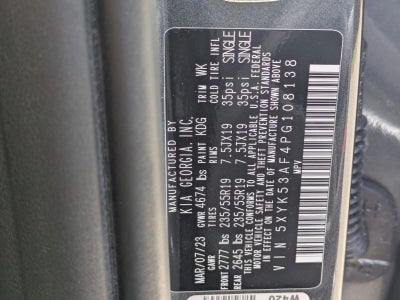 MANUFACTURED BY
KIA GEORGIA, INC.
MAR/07/23 GVWR 4674 lbs PAINT KDG TRIM WK
GAWR COLD TIRE INFL
FRONT 2777 lbs 235/55R19 7.5JX19 35psi SINGLE
REAR 2645 lbs 235/55R19 7.5JX19 35psi SINGLE
THIS VEHICLE CONFORMS TO ALL APPLICABLE U.S.A. FEDERAL
MOTOR VEHICLE SAFETY, BUMPER, AND THEFT PREVENTION STANDARDS
IN EFFECT ON THE DATE OF MANUFACTURE SHOWN ABOVE.
VIN 5XYK53AF4PG108138
MPV
W420